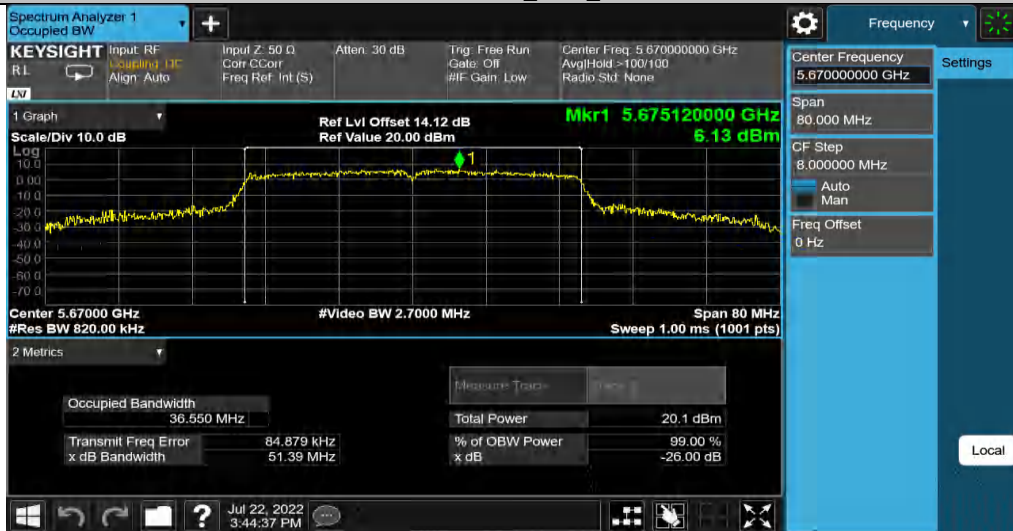 Spectrum Analyzer 1
Occupied BW
+
Frequency
KEYSIGHT
RL
LXI
Input: RF
Coupling: DC
Align: Auto
Input Z: 50 Ω
Corr CCorr
Freq Ref: Int (S)
Atten: 30 dB
Trig: Free Run
Gate: Off
#IF Gain: Low
Center Freq: 5.670000000 GHz
Avg|Hold:>100/100
Radio Std: None
Center Frequency
5.670000000 GHz
Settings
Span
80.000 MHz
CF Step
8.000000 MHz
Auto
Man
Freq Offset
0 Hz
Local
1 Graph
Scale/Div 10.0 dB
Ref Lvl Offset 14.12 dB
Ref Value 20.00 dBm
Mkr1 5.675120000 GHz
6.13 dBm
Log
10.0
0.00
-10.0
-20.0
-30.0
-40.0
-50.0
-60.0
-70.0
1
Center 5.67000 GHz
#Res BW 820.00 kHz
#Video BW 2.7000 MHz
Span 80 MHz
Sweep 1.00 ms (1001 pts)
2 Metrics
Measure Trace
Occupied Bandwidth
36.550 MHz
Total Power 20.1 dBm
Transmit Freq Error 84.879 kHz
% of OBW Power 99.00 %
x dB Bandwidth 51.39 MHz
x dB -26.00 dB
?
Jul 22, 2022
3:44:37 PM